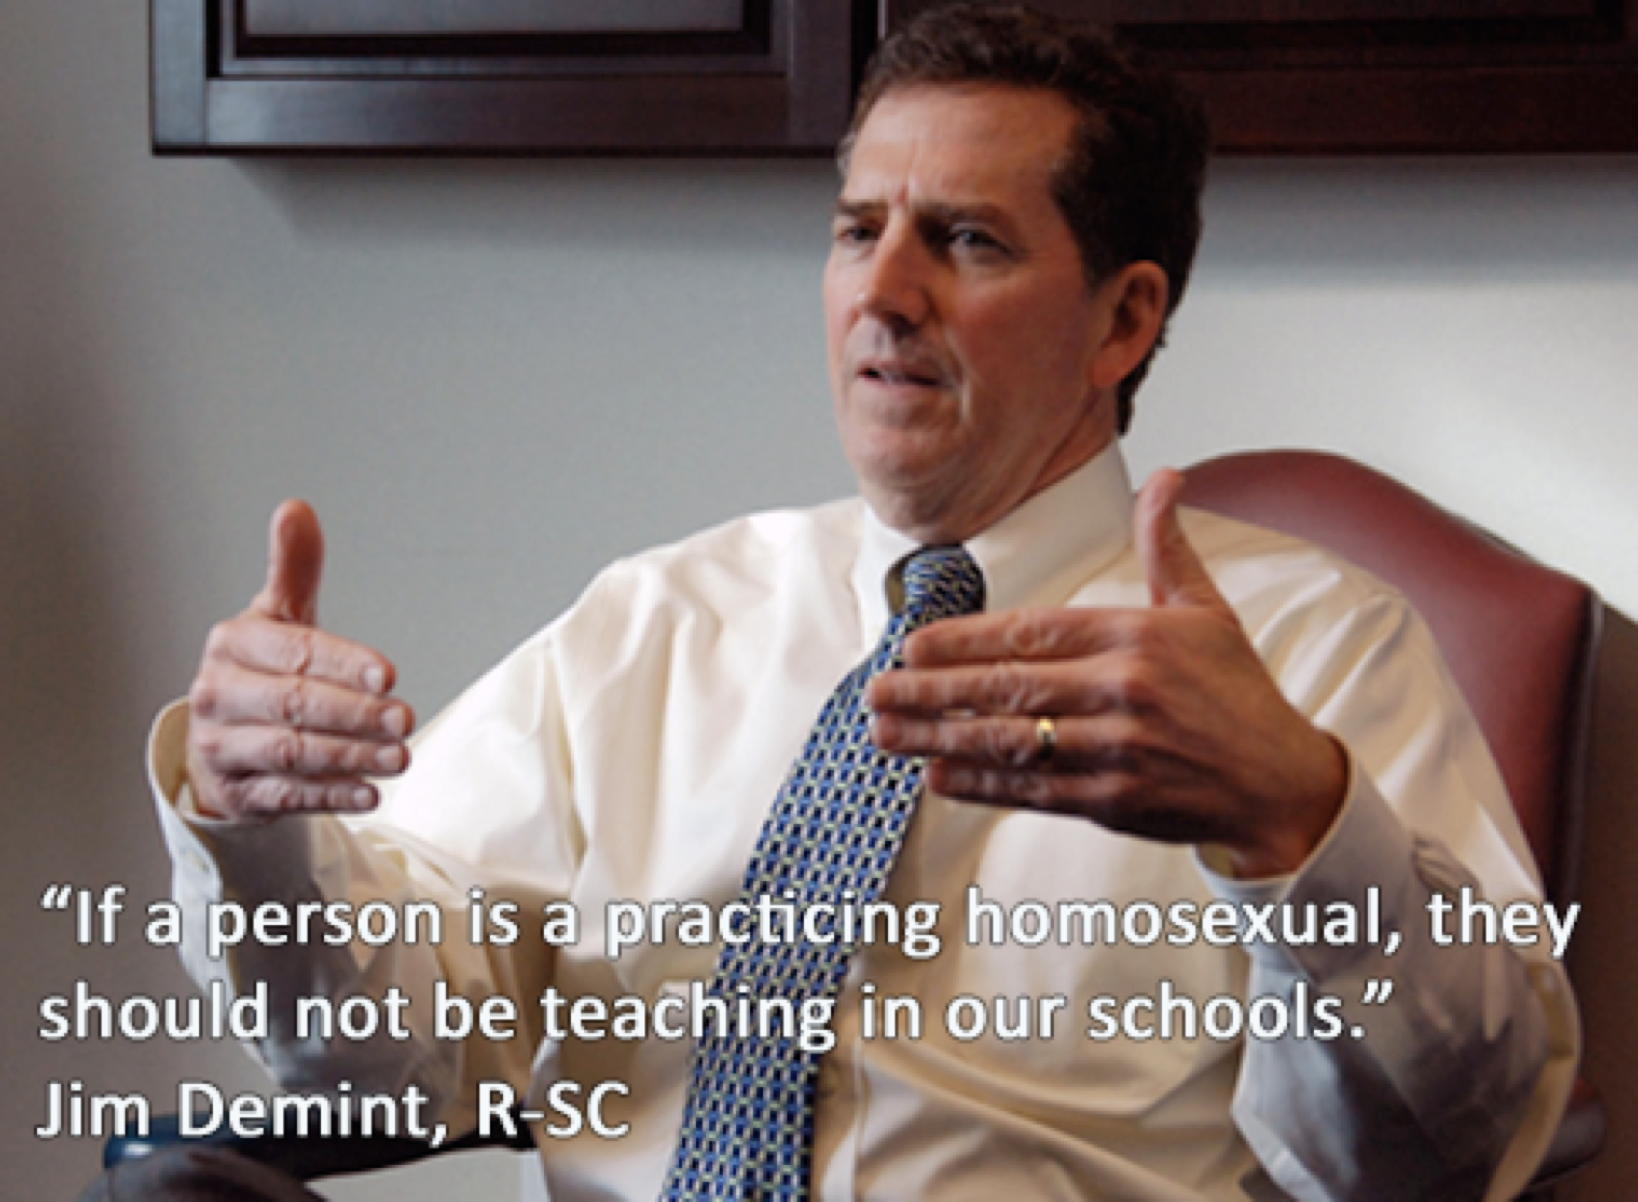 “If a person is a practicing homosexual, they
should not be teaching in our schools.”
Jim Demint, R-SC